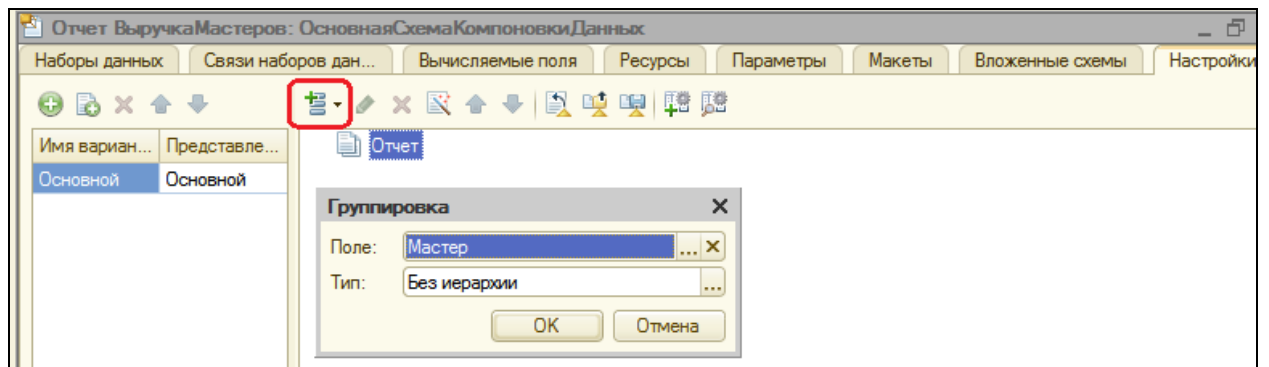 Отчет ВыручкаМастеров: ОсновнаяСхемаКомпоновкиДанных
Наборы данных Связи наборов дан... Вычисляемые поля Ресурсы Параметры Макеты Вложенные схемы Настройки
Имя вариан... Представле...
Основной Основной
Отчет
Группировка
Поле: Мастер ...
Тип: Без иерархии ...
OK Отмена